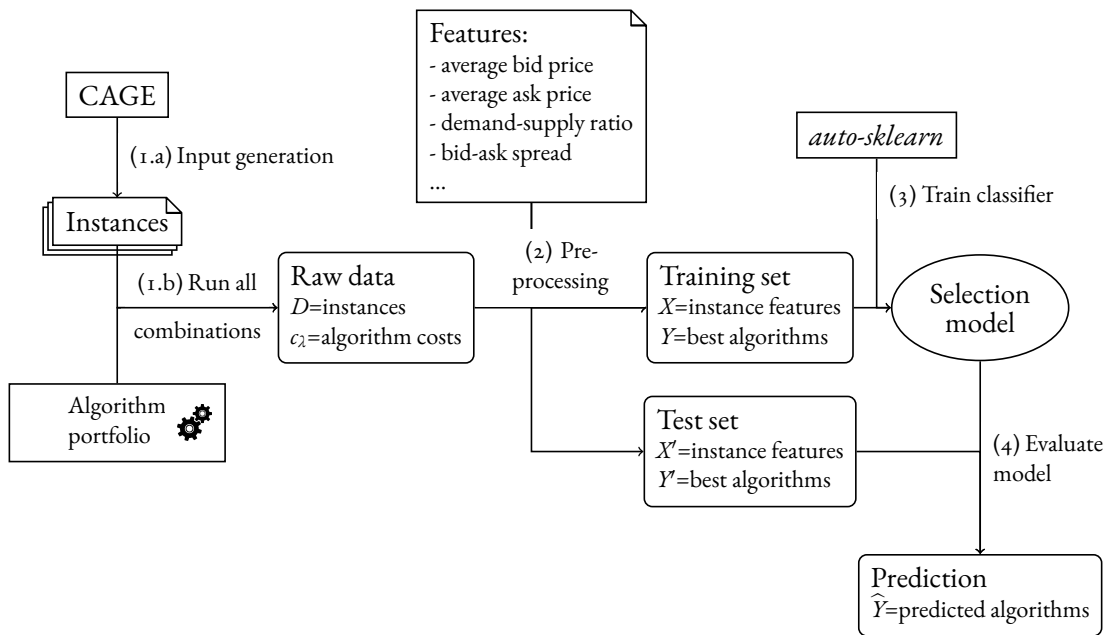 CAGE
(1.a) Input generation
Instances
(1.b) Run all
combinations
Algorithm
portfolio
Raw data
D=instances
cλ=algorithm costs
Features:
- average bid price
- average ask price
- demand-supply ratio
- bid-ask spread
...
(2) Pre-
processing
Training set
X=instance features
Y=best algorithms
Test set
X′=instance features
Y′=best algorithms
auto-sklearn
(3) Train classifier
Selection
model
(4) Evaluate
model
Prediction
Ŷ=predicted algorithms